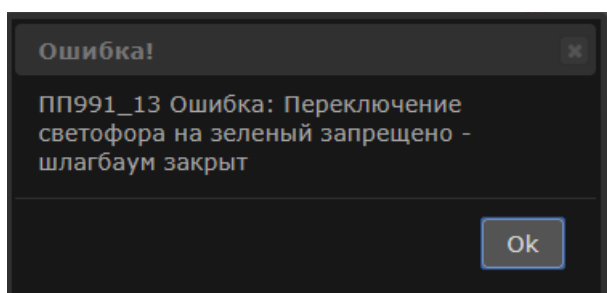 Ошибка!
ПП991_13 Ошибка: Переключение
светофора на зеленый запрещено -
шлагбаум закрыт
Ok